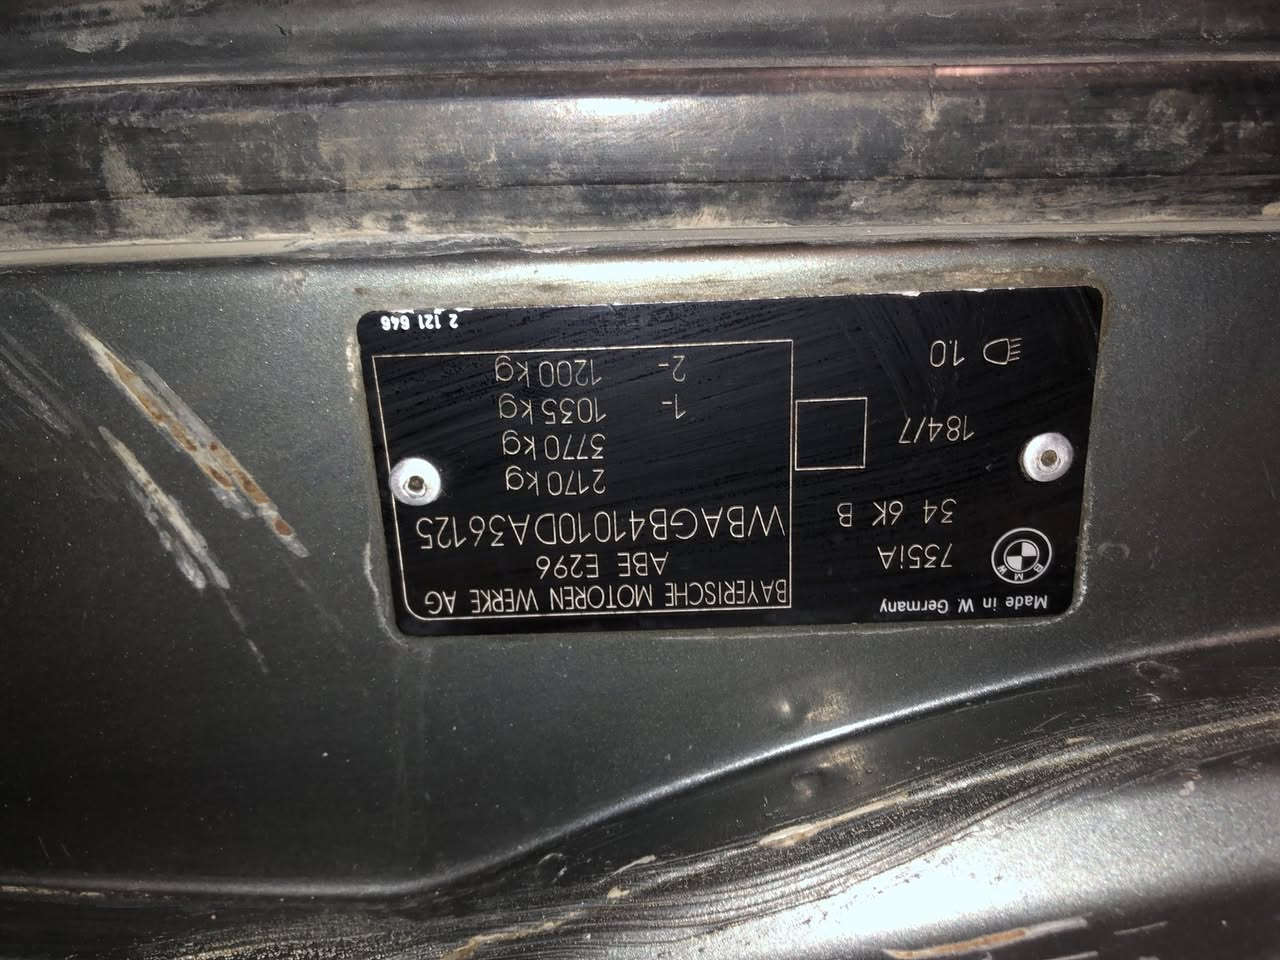 Made in W. Germany
BMW
735iA
34 6K B
184/7
1.0
BAYERISCHE MOTOREN WERKE AG
ABE E296
WBAGB41010DA36125
2170 kg
3770 kg
1- 1035 kg
2- 1200 kg
2 121 646